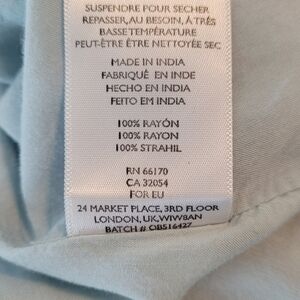 SUSPENDRE POUR SECHER
REPASSER, AU BESOIN, À TRÉS
BASSE TEMPÉRATURE
PEUT-ÊTRE ÊTRE NETTOYÉE SEC
MADE IN INDIA
FABRIQUÉ EN INDE
HECHO EN INDIA
FEITO EM INDIA
100% RAYÓN
100% RAYON
100% STRAHIL
RN 66170
CA 32054
FOR EU
24 MARKET PLACE, 3RD FLOOR
LONDON, UK, W1W8AN
BATCH # OB516427